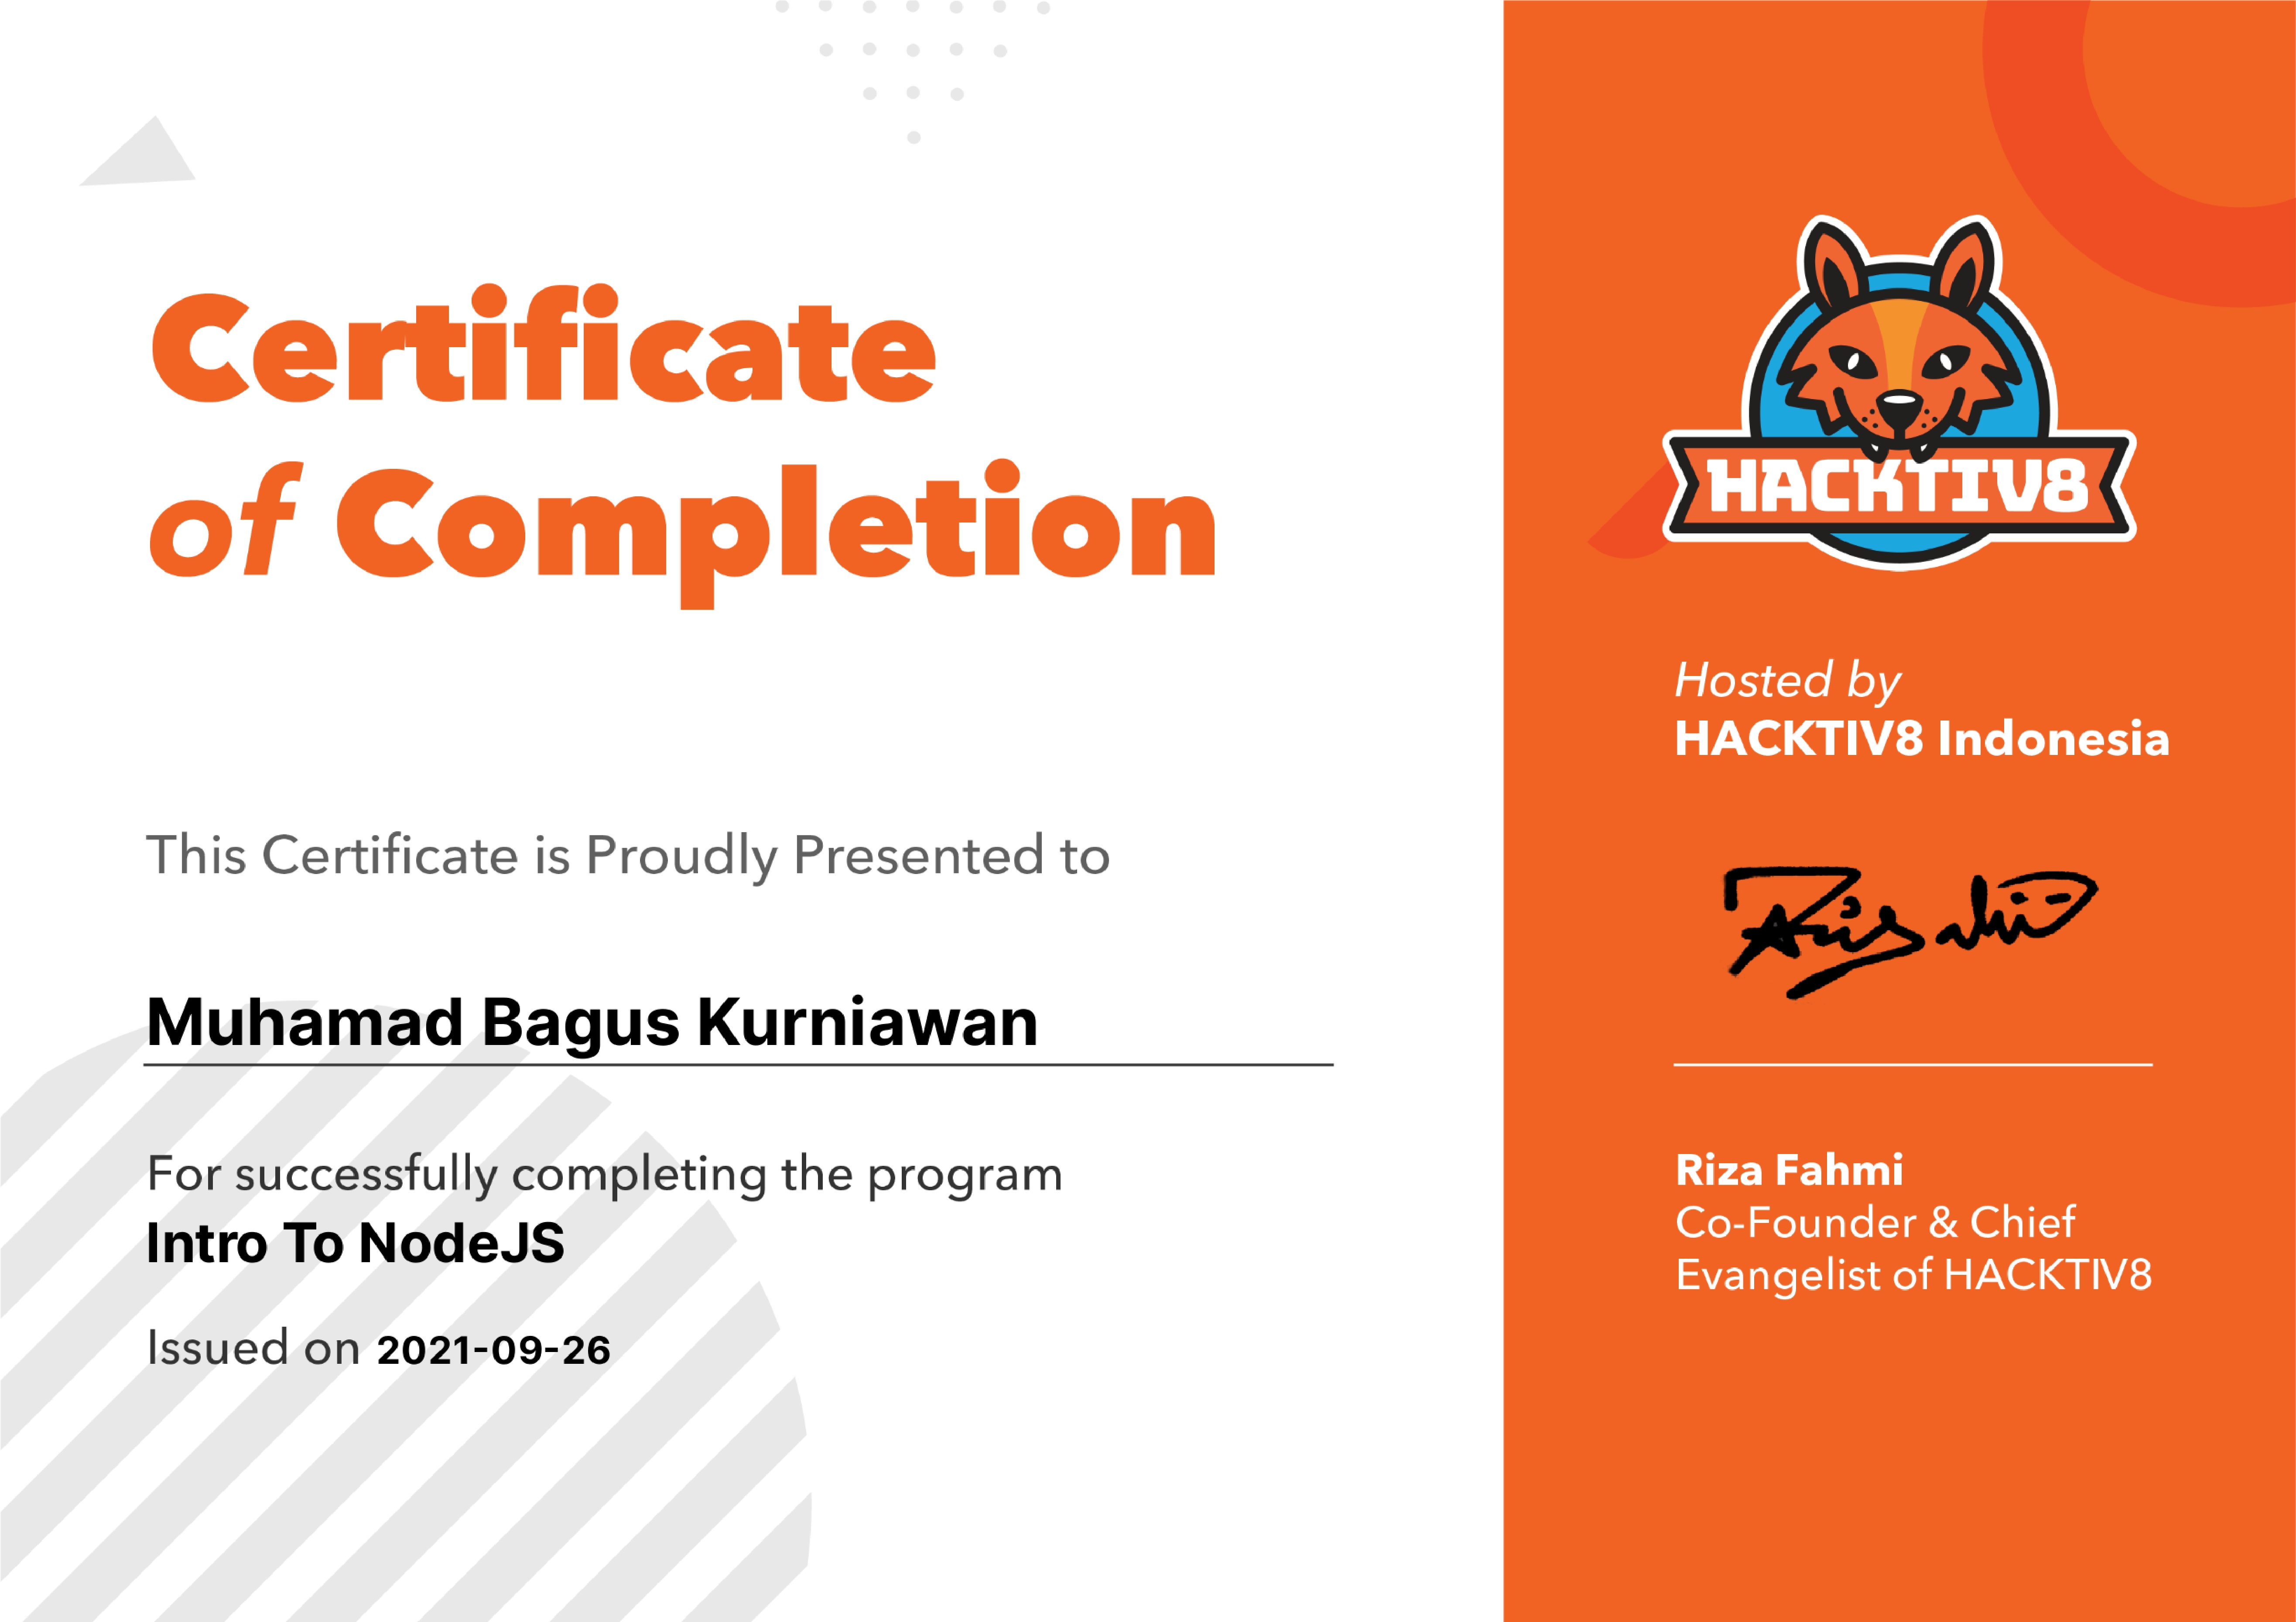 Certificate
of Completion
This Certificate is Proudly Presented to
Muhamad Bagus Kurniawan
For successfully completing the program
Intro To NodeJS
Issued on 2021-09-26
HACKTIV8
Hosted by
HACKTIV8 Indonesia
Riza Fahmi
Co-Founder & Chief
Evangelist of HACKTIV8